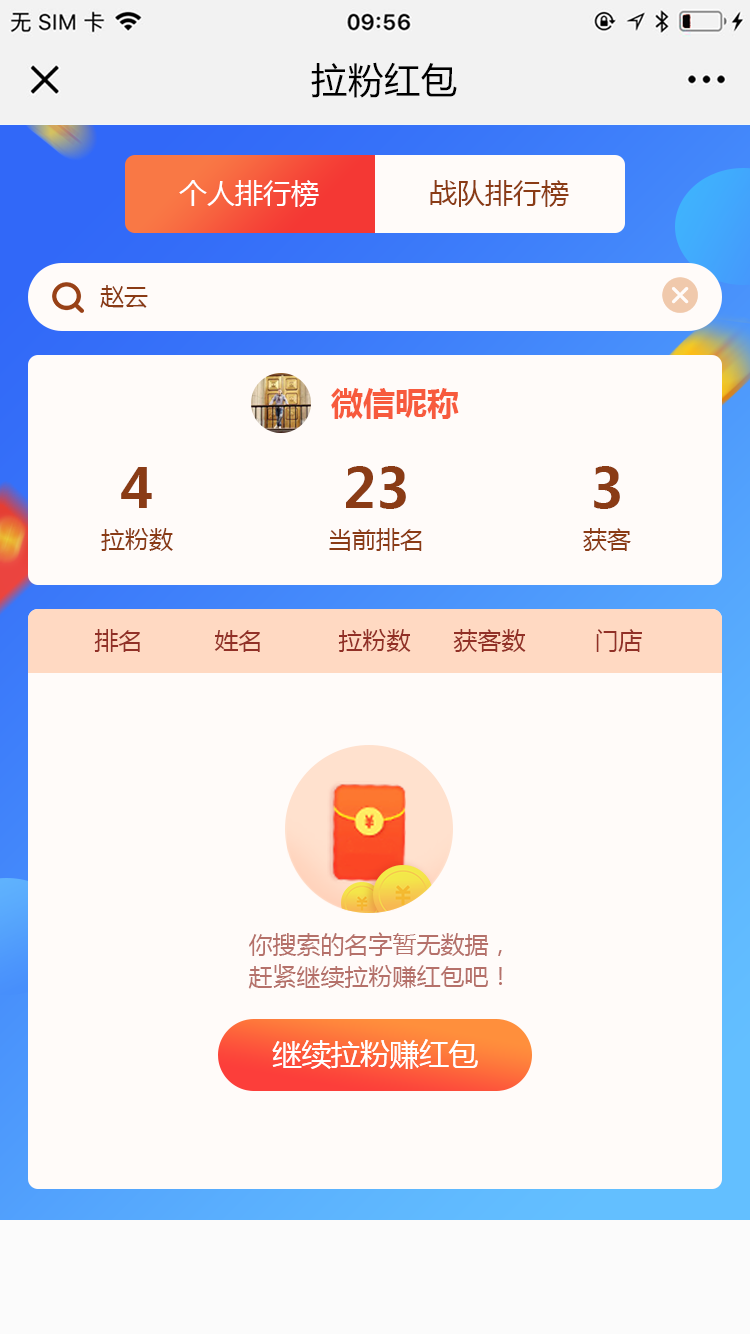 无 SIM 卡
09:56
拉粉红包
个人排行榜
战队排行榜
赵云
微信昵称
4
23
3
拉粉数
当前排名
获客
排名
姓名
拉粉数
获客数
门店
¥
¥
¥
你搜索的名字暂无数据，
赶紧继续拉粉赚红包吧！
继续拉粉赚红包